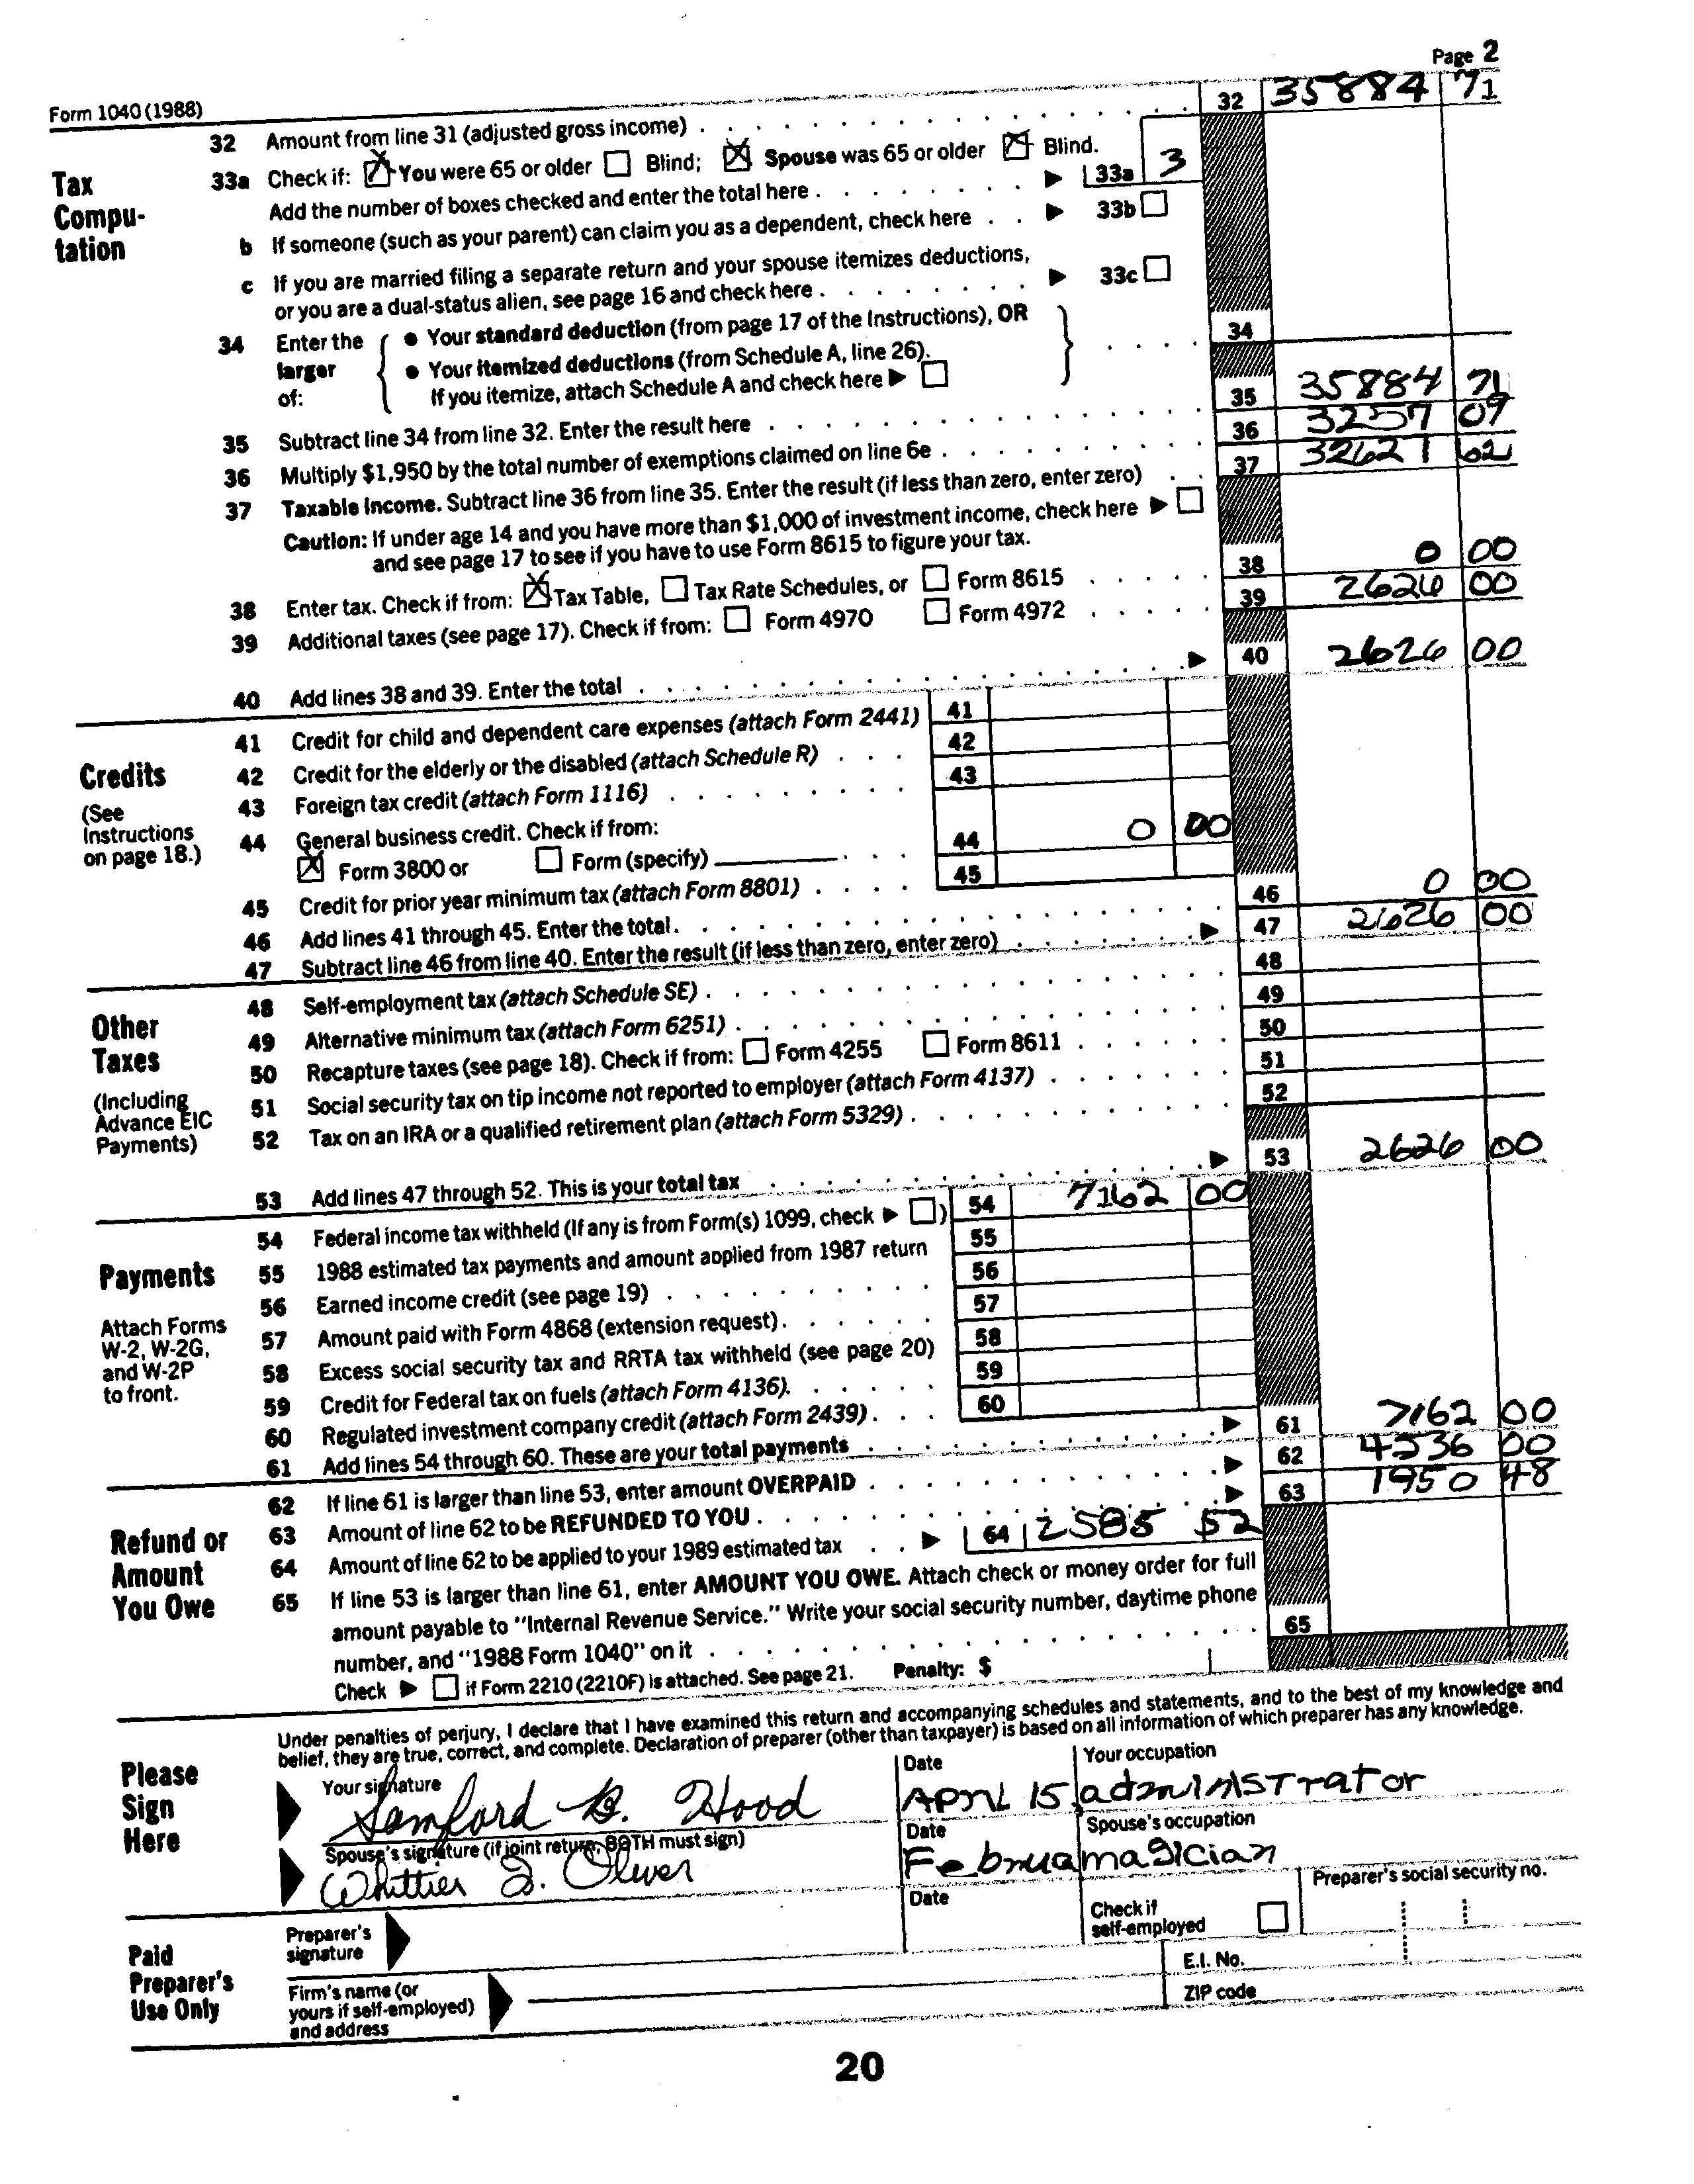 Page 2
Form 1040 (1988)
32 Amount from line 31 (adjusted gross income) 32 35884 71
Tax Compu- tation
33a Check if: You were 65 or older Blind; Spouse was 65 or older Blind.
Add the number of boxes checked and enter the total here 33a 3
b If someone (such as your parent) can claim you as a dependent, check here 33b
c If you are married filing a separate return and your spouse itemizes deductions,
or you are a dual-status alien, see page 16 and check here 33c
34 Enter the larger of:
• Your standard deduction (from page 17 of the Instructions), OR
• Your itemized deductions (from Schedule A, line 26).
If you itemize, attach Schedule A and check here 34
35 Subtract line 34 from line 32. Enter the result here 35 35884 71
36 Multiply $1,950 by the total number of exemptions claimed on line 6e 36 3257 09
37 Taxable income. Subtract line 36 from line 35. Enter the result (if less than zero, enter zero) 37 32621 62
Caution: If under age 14 and you have more than $1,000 of investment income, check here
and see page 17 to see if you have to use Form 8615 to figure your tax.
38 Enter tax. Check if from: Tax Table, Tax Rate Schedules, or Form 8615 38 0 00
39 Additional taxes (see page 17). Check if from: Form 4970 Form 4972 39 2626 00
40 Add lines 38 and 39. Enter the total 40 2626 00
Credits
(See Instructions on page 18.)
41 Credit for child and dependent care expenses (attach Form 2441) 41
42 Credit for the elderly or the disabled (attach Schedule R) 42
43 Foreign tax credit (attach Form 1116) 43
44 General business credit. Check if from:
Form 3800 or Form (specify) 44 0 00
45 Credit for prior year minimum tax (attach Form 8801) 45
46 Add lines 41 through 45. Enter the total 46 0 00
47 Subtract line 46 from line 40. Enter the result (if less than zero, enter zero) 47 2626 00
Other Taxes
(Including Advance EIC Payments)
48 Self-employment tax (attach Schedule SE) 48
49 Alternative minimum tax (attach Form 6251) 49
50 Recapture taxes (see page 18). Check if from: Form 4255 Form 8611 50
51 Social security tax on tip income not reported to employer (attach Form 4137) 51
52 Tax on an IRA or a qualified retirement plan (attach Form 5329) 52
53 Add lines 47 through 52. This is your total tax 53 2626 00
Payments
Attach Forms W-2, W-2G, and W-2P to front.
54 Federal income tax withheld (If any is from Form(s) 1099, check ) 54 7162 00
55 1988 estimated tax payments and amount applied from 1987 return 55
56 Earned income credit (see page 19) 56
57 Amount paid with Form 4868 (extension request) 57
58 Excess social security tax and RRTA tax withheld (see page 20) 58
59 Credit for Federal tax on fuels (attach Form 4136) 59
60 Regulated investment company credit (attach Form 2439) 60
61 Add lines 54 through 60. These are your total payments 61 7162 00
Refund or Amount You Owe
62 If line 61 is larger than line 53, enter amount OVERPAID 62 4536 00
63 Amount of line 62 to be REFUNDED TO YOU 63 1950 48
64 Amount of line 62 to be applied to your 1989 estimated tax 64 2585 52
65 If line 53 is larger than line 61, enter AMOUNT YOU OWE. Attach check or money order for full
amount payable to "Internal Revenue Service." Write your social security number, daytime phone
number, and "1988 Form 1040" on it 65
Check if Form 2210 (2210F) is attached. See page 21. Penalty: $
Please Sign Here
Under penalties of perjury, I declare that I have examined this return and accompanying schedules and statements, and to the best of my knowledge and
belief, they are true, correct, and complete. Declaration of preparer (other than taxpayer) is based on all information of which preparer has any knowledge.
Your signature Date Your occupation
Samford B. Hood April 15 administrator
Spouse's signature (if joint return, BOTH must sign) Date Spouse's occupation
Whittier J. Oliver Februa magician
Paid Preparer's Use Only
Preparer's signature Date Check if self-employed Preparer's social security no.
Firm's name (or yours if self-employed) and address E.I. No.
ZIP code
20